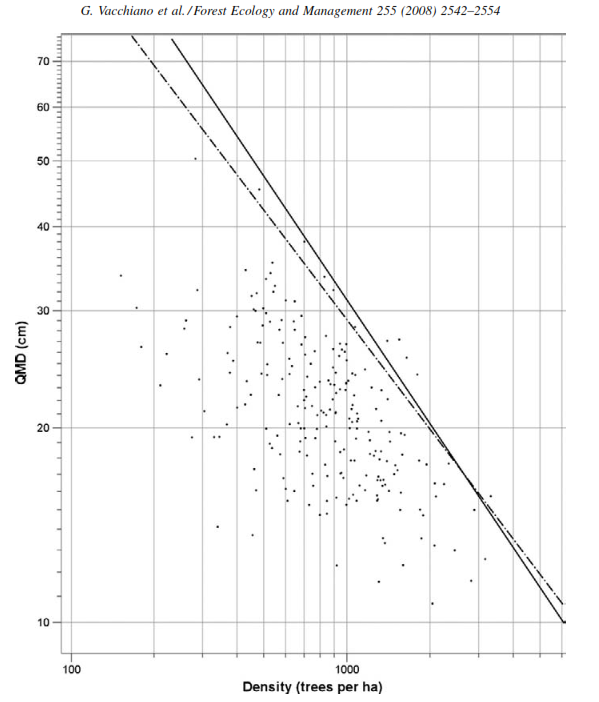 G. Vacchiano et al. / Forest Ecology and Management 255 (2008) 2542–2554
70
60
50
40
30
20
10
QMD (cm)
100 1000
Density (trees per ha)